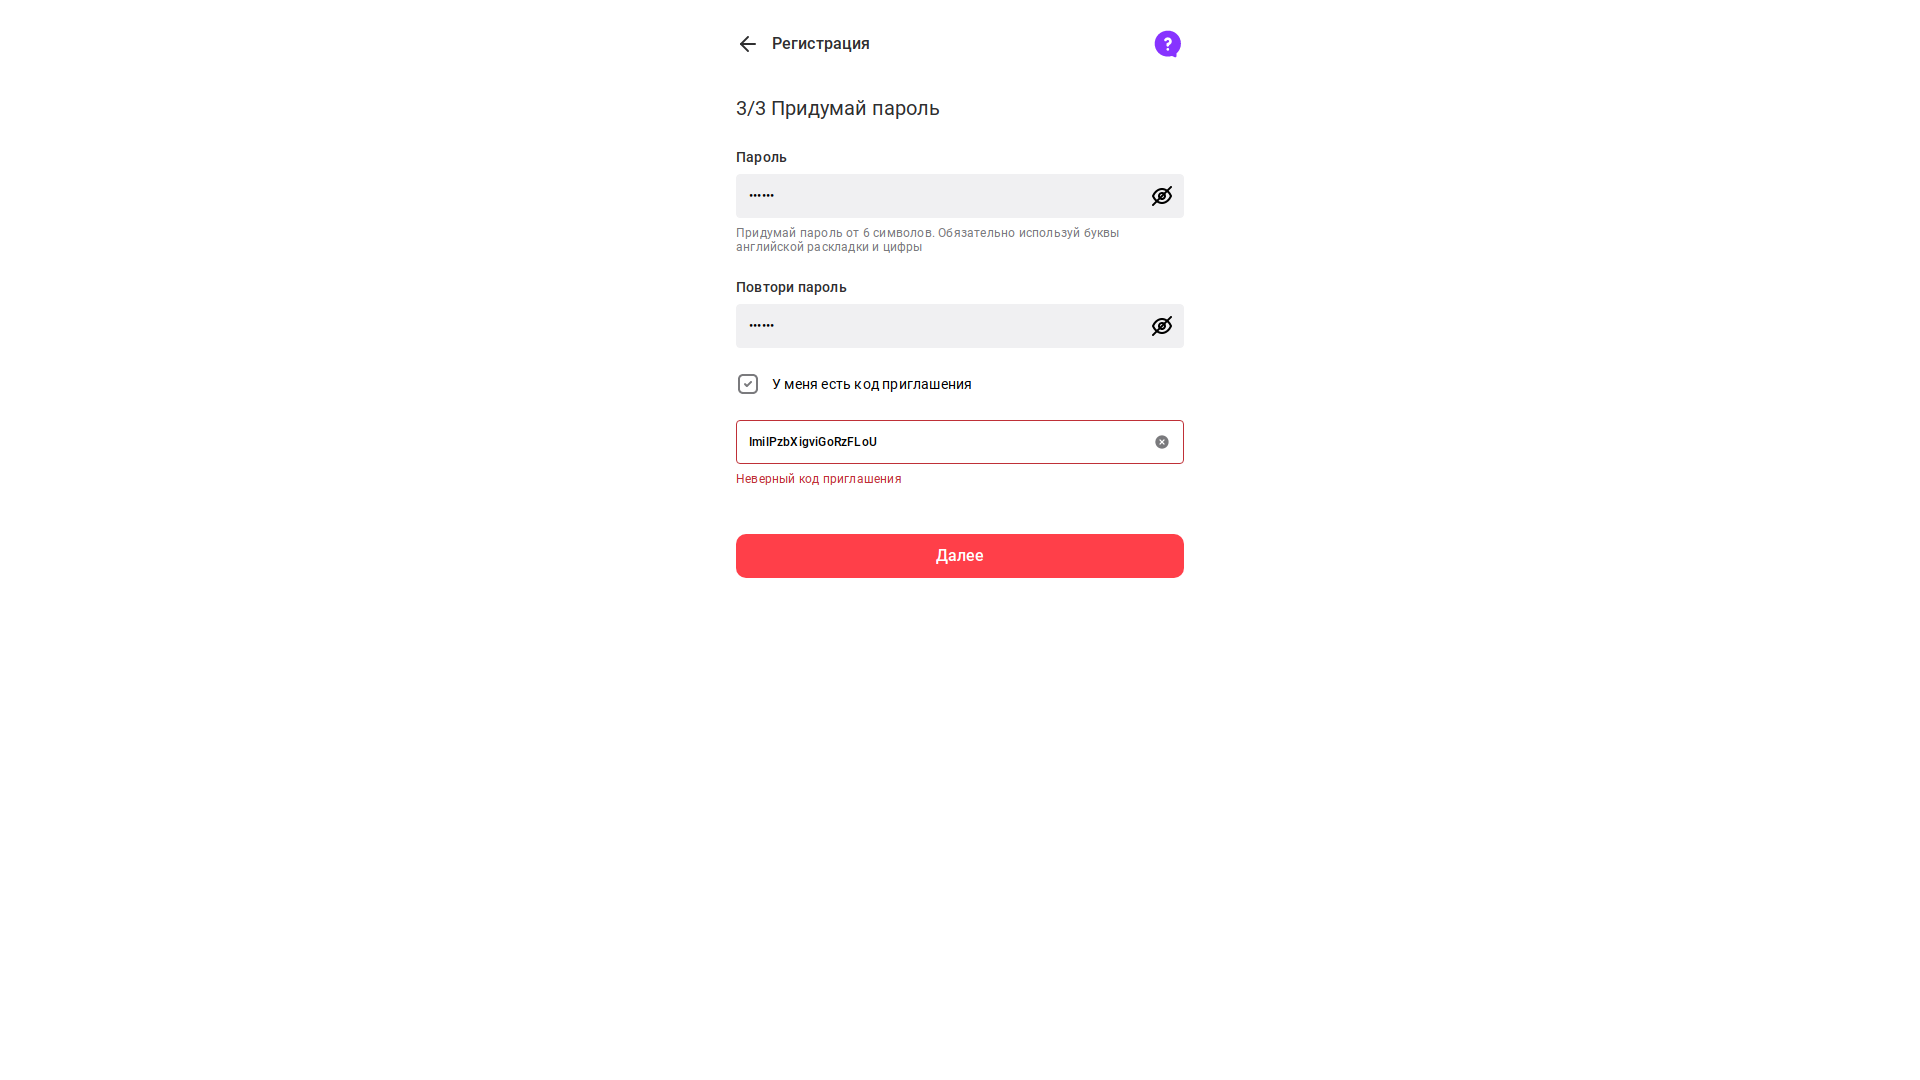 Регистрация
3/3 Придумай пароль
Пароль
••••••
Придумай пароль от 6 символов. Обязательно используй буквы
английской раскладки и цифры
Повтори пароль
••••••
У меня есть код приглашения
ImilPzbXigviGoRzFLoU
Неверный код приглашения
Далее